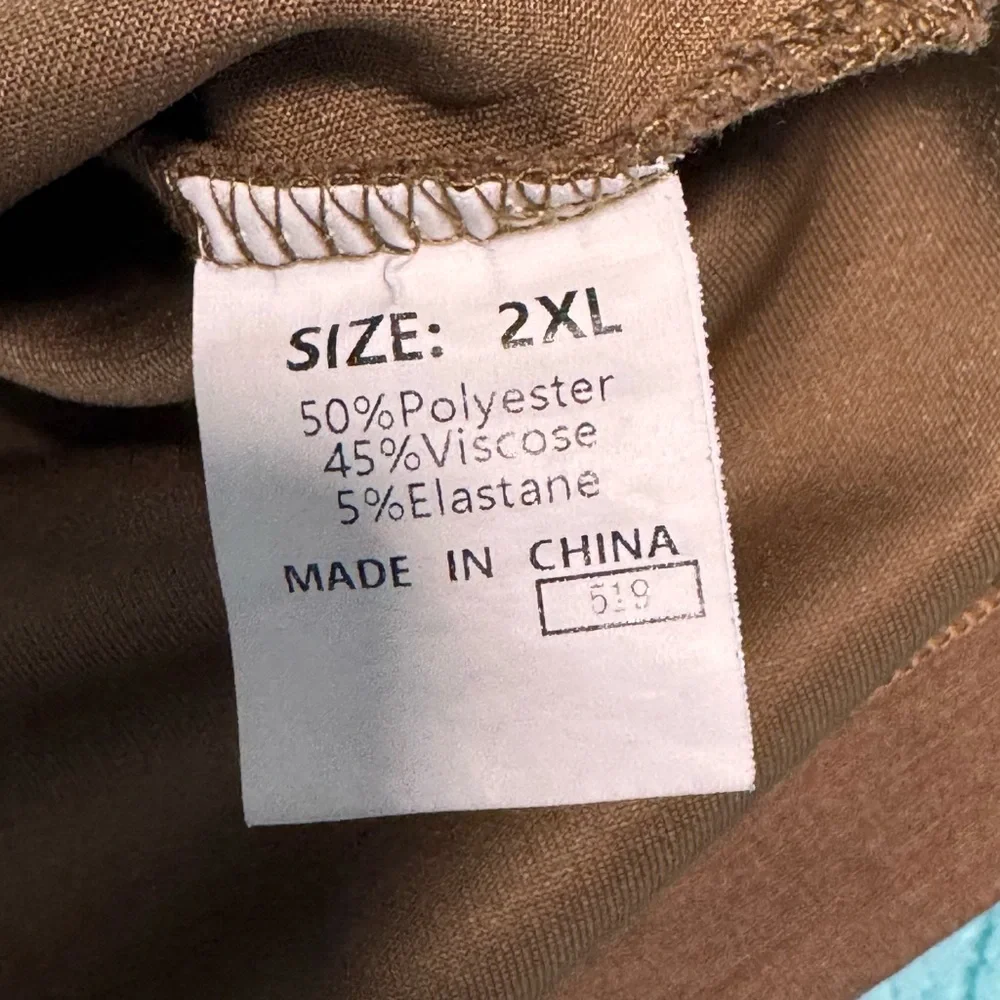 SIZE: 2XL
50%Polyester
45%Viscose
5%Elastane
MADE IN CHINA
519